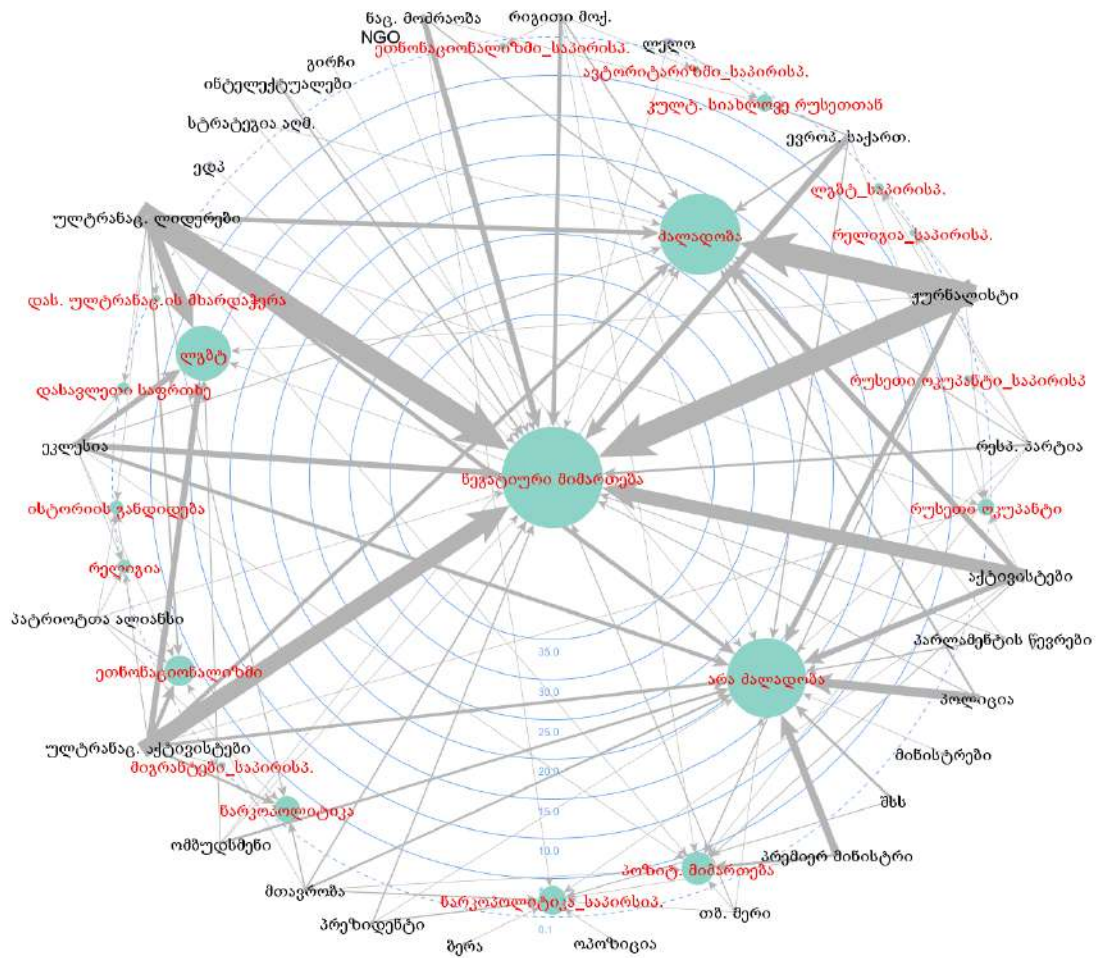 ნაც. მოძრაობა
რიგითი მოქ.
NGO
ეთნონაციონალიზმი_საპირისპ.
ლელო
გირჩი
ავტორიტარიზმი_საპირისპ.
ინტელექტუალები
კულტ. სიახლოვე რუსეთთან
სტრატეგია აღმ.
ევროპ. საქართ.
ედპ
ლგბტ_საპირისპ.
ულტრანაც. ლიდერები
ძალადობა
რელიგია_საპირისპ.
დას. ულტრანაც.ის მხარდაჭერა
ჟურნალისტი
ლგბტ
დასავლეთი საფრთხე
რუსეთი ოკუპანტი_საპირისპ
ეკლესია
რესპ. პარტია
ნეგატიური მიმართება
ისტორიის განდიდება
რუსეთი ოკუპანტი
რელიგია
აქტივისტები
პატრიოტთა ალიანსი
პარლამენტის წევრები
35.0
ეთნონაციონალიზმი
არა ძალადობა
30.0
პოლიცია
25.0
ულტრანაც. აქტივისტები
მინისტრები
მიგრანტები_საპირისპ.
20.0
15.0
შსს
ნარკოპოლიტიკა
ომბუდსმენი
10.0
პრემიერ მინისტრი
პოზიტ. მიმართება
მთავრობა
ნარკოპოლიტიკა_საპირსიპ.
თბ. მერი
პრეზიდენტი
0.1
ბერა
ოპოზიცია